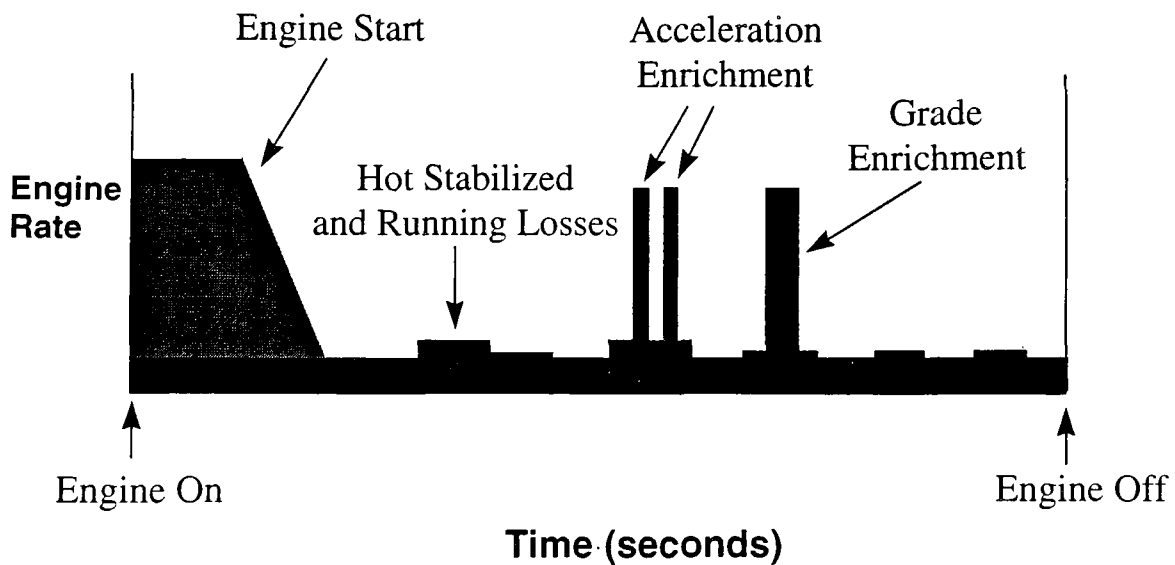 Engine Start
Acceleration
Enrichment
Grade
Enrichment
Hot Stabilized
and Running Losses
Engine
Rate
Engine On
Engine Off
Time (seconds)